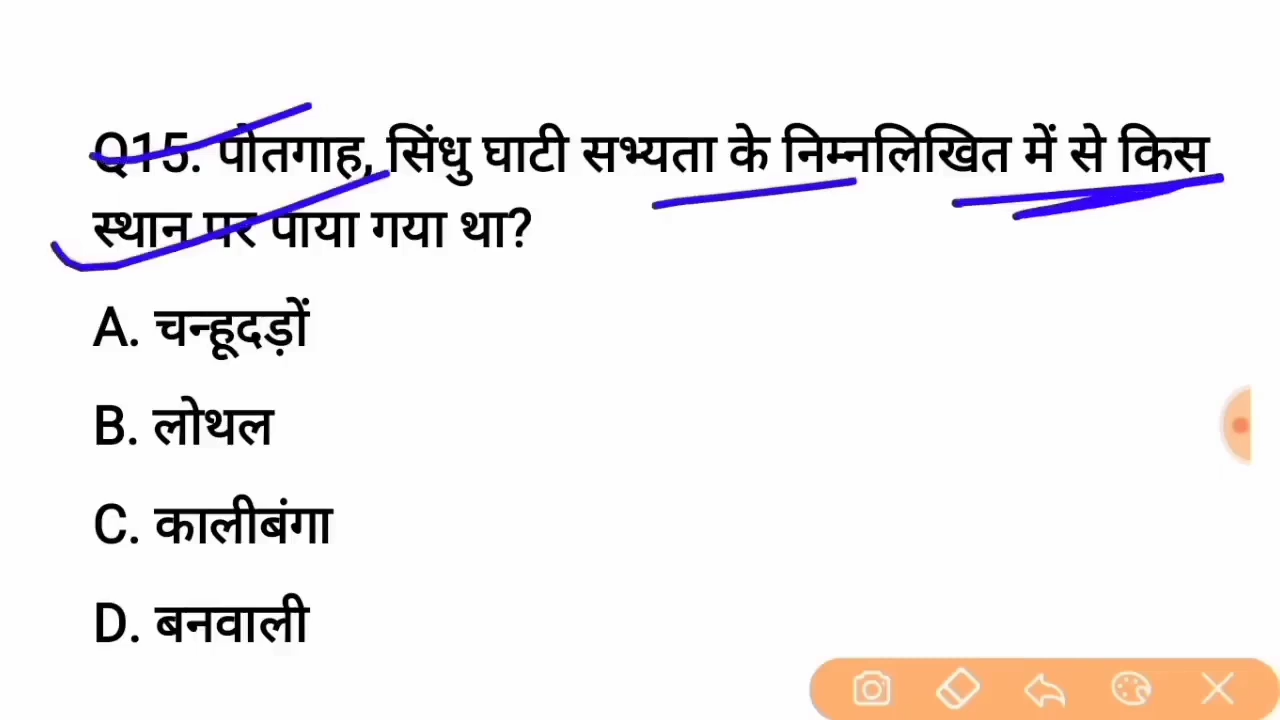 Q15. पोतगाह, सिंधु घाटी सभ्यता के निम्नलिखित में से किस
स्थान पर पाया गया था?
A. चन्हूदड़ों
B. लोथल
C. कालीबंगा
D. बनवाली